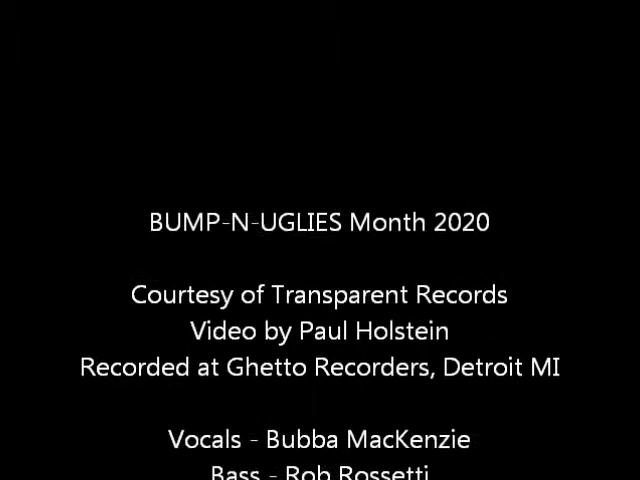 BUMP-N-UGLIES Month 2020
Courtesy of Transparent Records
Video by Paul Holstein
Recorded at Ghetto Recorders, Detroit MI
Vocals - Bubba MacKenzie
Bass - Rob Rossetti